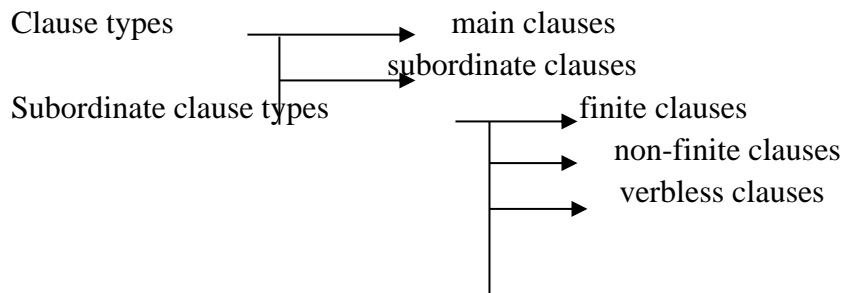 Clause types main clauses
subordinate clauses
Subordinate clause types finite clauses
non-finite clauses
verbless clauses